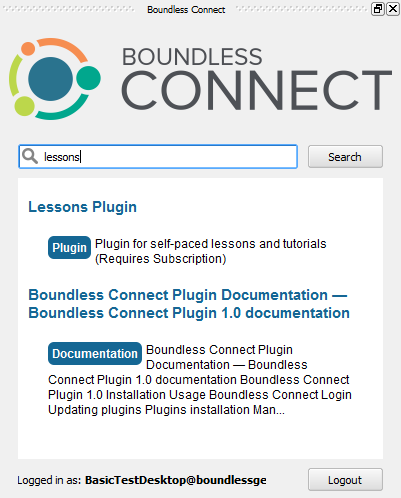 Boundless Connect
BOUNDLESS
CONNECT
lessons
Search
Lessons Plugin
Plugin
Plugin for self-paced lessons and tutorials
(Requires Subscription)
Boundless Connect Plugin Documentation —
Boundless Connect Plugin 1.0 documentation
Documentation
Boundless Connect Plugin
Documentation — Boundless
Connect Plugin 1.0 documentation Boundless Connect
Plugin 1.0 Installation Usage Boundless Connect Login
Updating plugins Plugins installation Man...
Logged in as: BasicTestDesktop@boundlessge
Logout